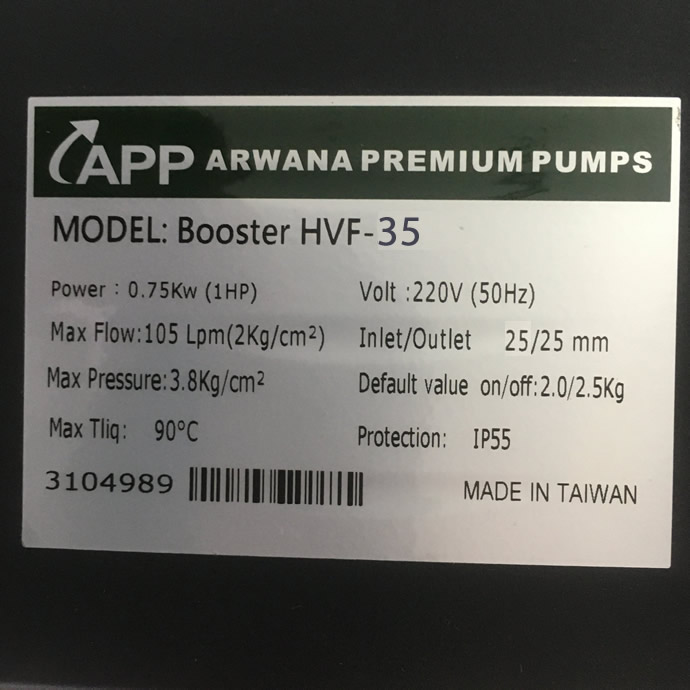 APP ARWANA PREMIUM PUMPS
MODEL: Booster HVF-35
Power : 0.75Kw (1HP) Volt :220V (50Hz)
Max Flow:105 Lpm(2Kg/cm²) Inlet/Outlet 25/25 mm
Max Pressure:3.8Kg/cm² Default value on/off:2.0/2.5Kg
Max Tliq: 90°C Protection: IP55
3104989 MADE IN TAIWAN